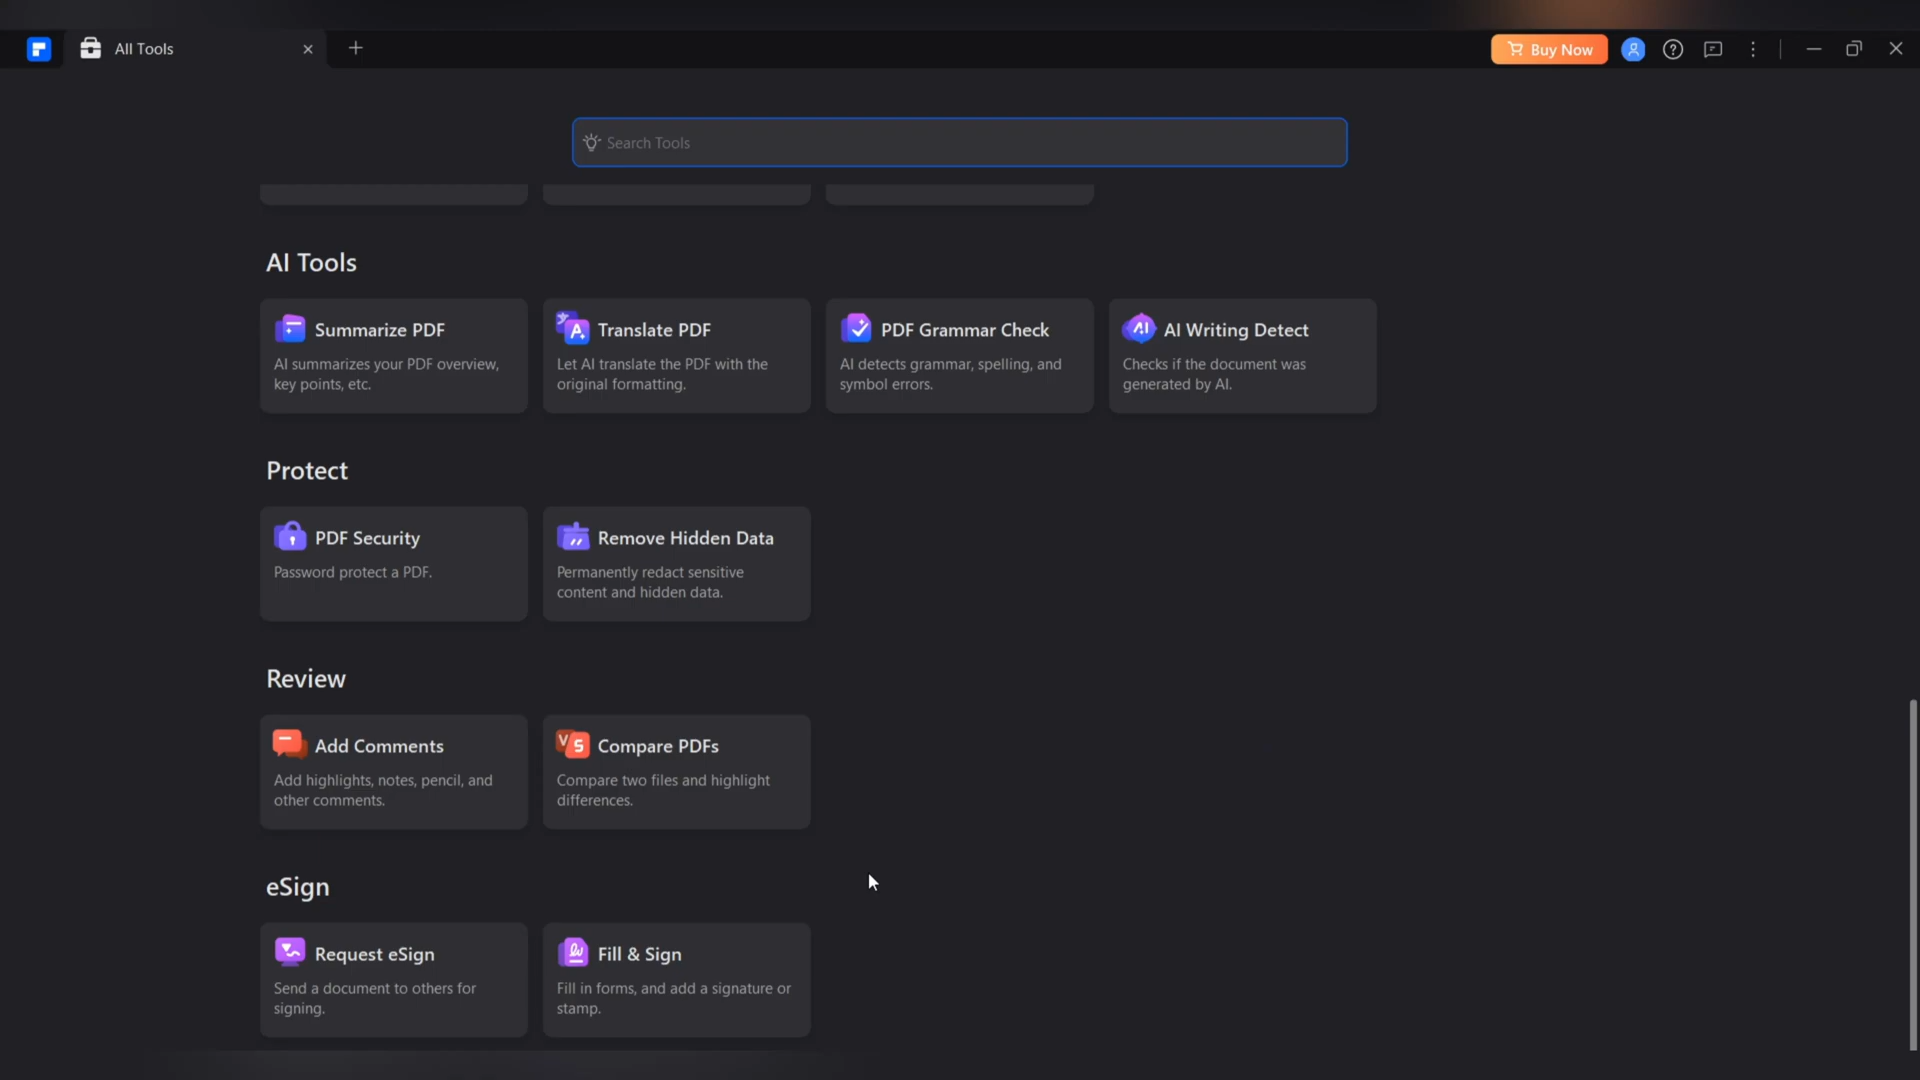 All Tools
Buy Now
Search Tools
AI Tools
Summarize PDF
AI summarizes your PDF overview,
key points, etc.
Translate PDF
Let AI translate the PDF with the
original formatting.
PDF Grammar Check
AI detects grammar, spelling, and
symbol errors.
AI Writing Detect
Checks if the document was
generated by AI.
Protect
PDF Security
Password protect a PDF.
Remove Hidden Data
Permanently redact sensitive
content and hidden data.
Review
Add Comments
Add highlights, notes, pencil, and
other comments.
Compare PDFs
Compare two files and highlight
differences.
eSign
Request eSign
Send a document to others for
signing.
Fill & Sign
Fill in forms, and add a signature or
stamp.